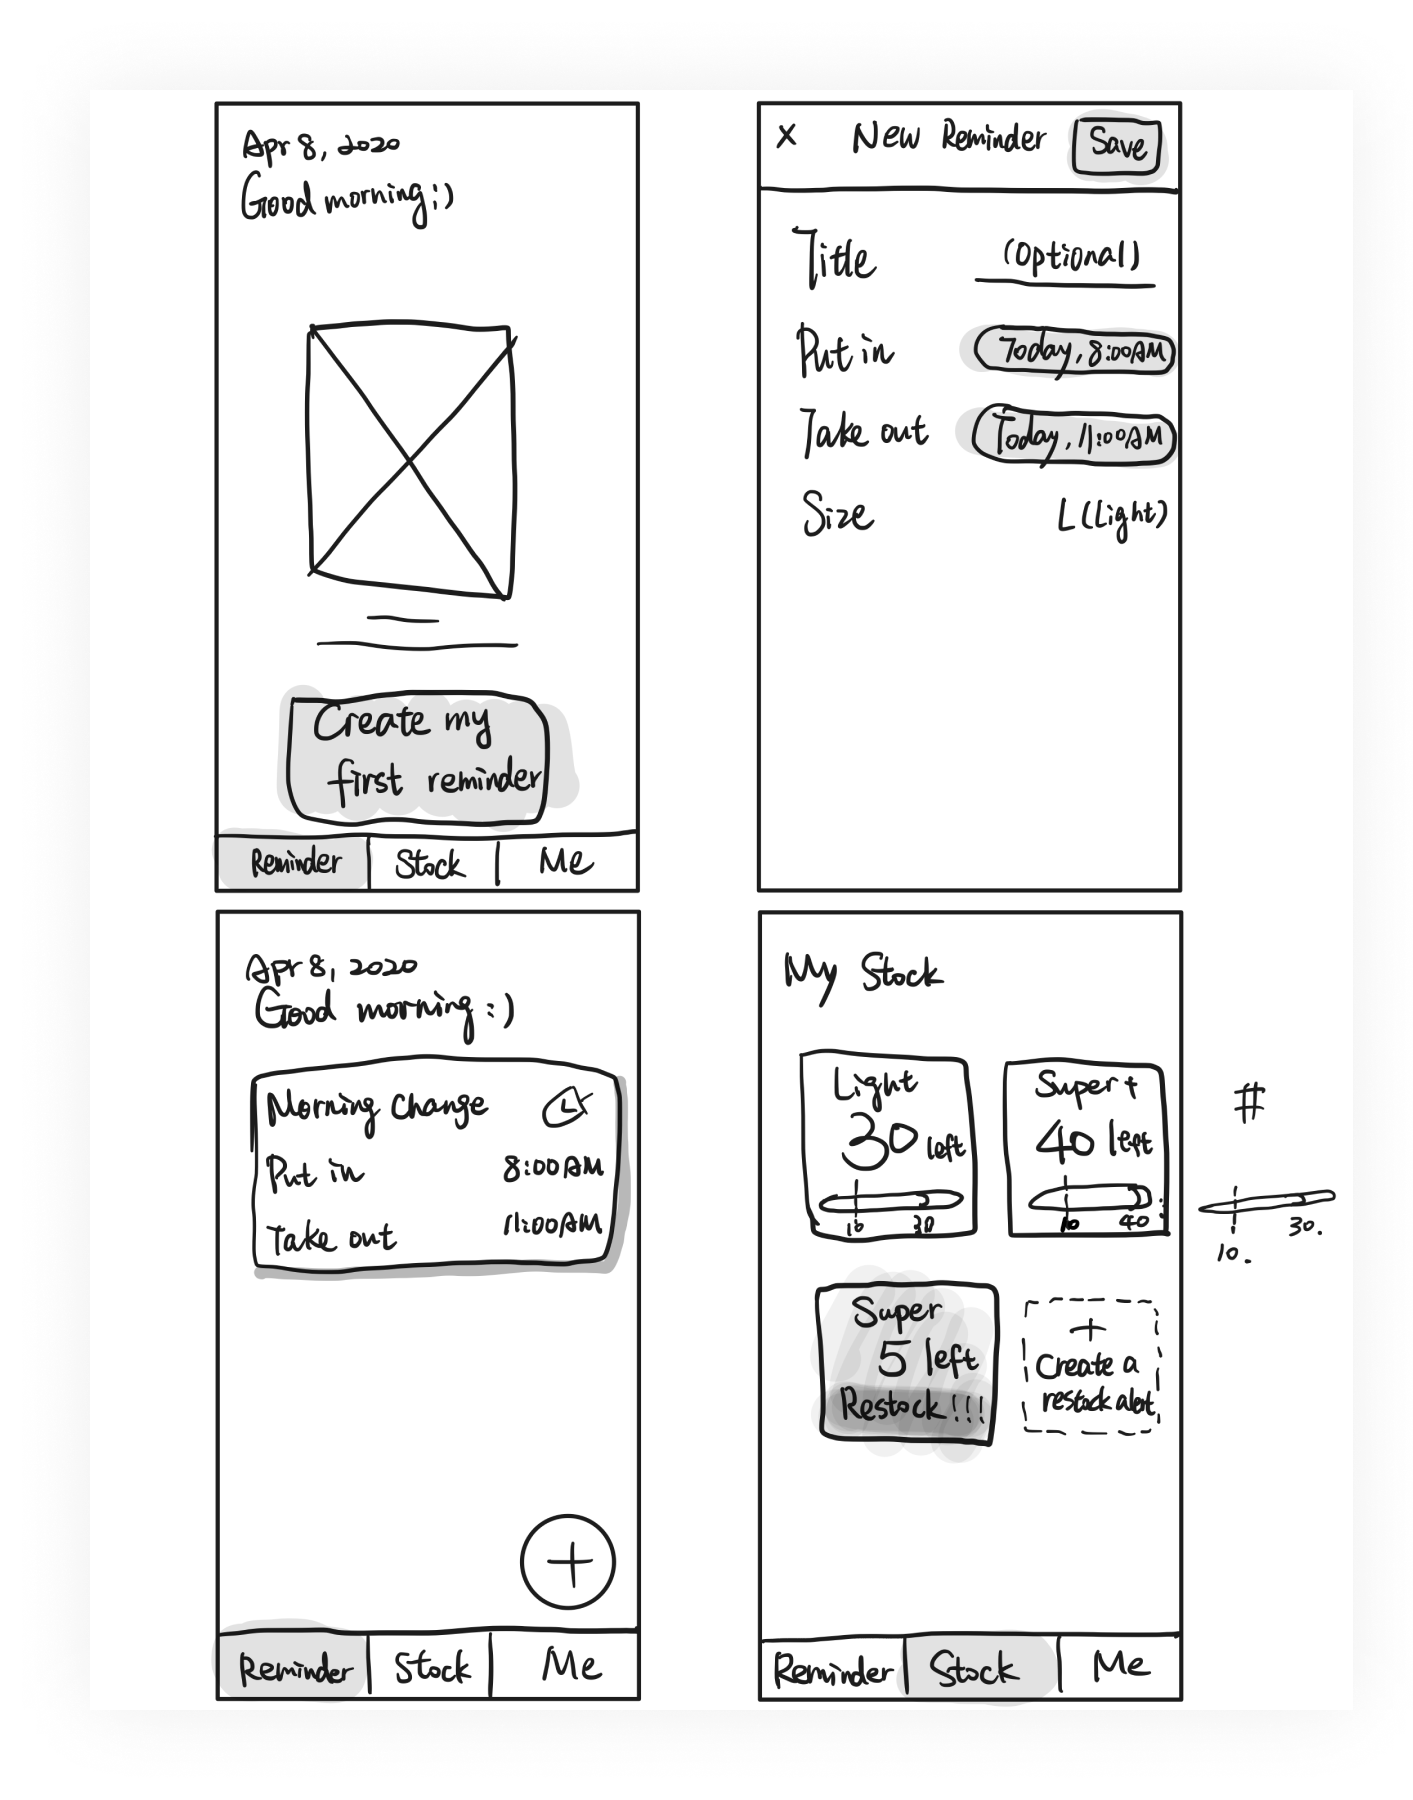 Apr 8, 2020
Good morning :)
Create my
first reminder
Reminder Stock Me
X New Reminder Save
Title (Optional)
Put in Today, 8:00AM
Take out Today, 11:00AM
Size L (Light)
Apr 8, 2020
Good morning :)
Morning Change
Put in 8:00AM
Take out 11:00AM
+
Reminder Stock Me
My Stock
Light
30 left
10 30
Super+
40 left
10 40
#
10. 30.
Super
5 left
Restock!!!
+
Create a
restock alert
Reminder Stock Me